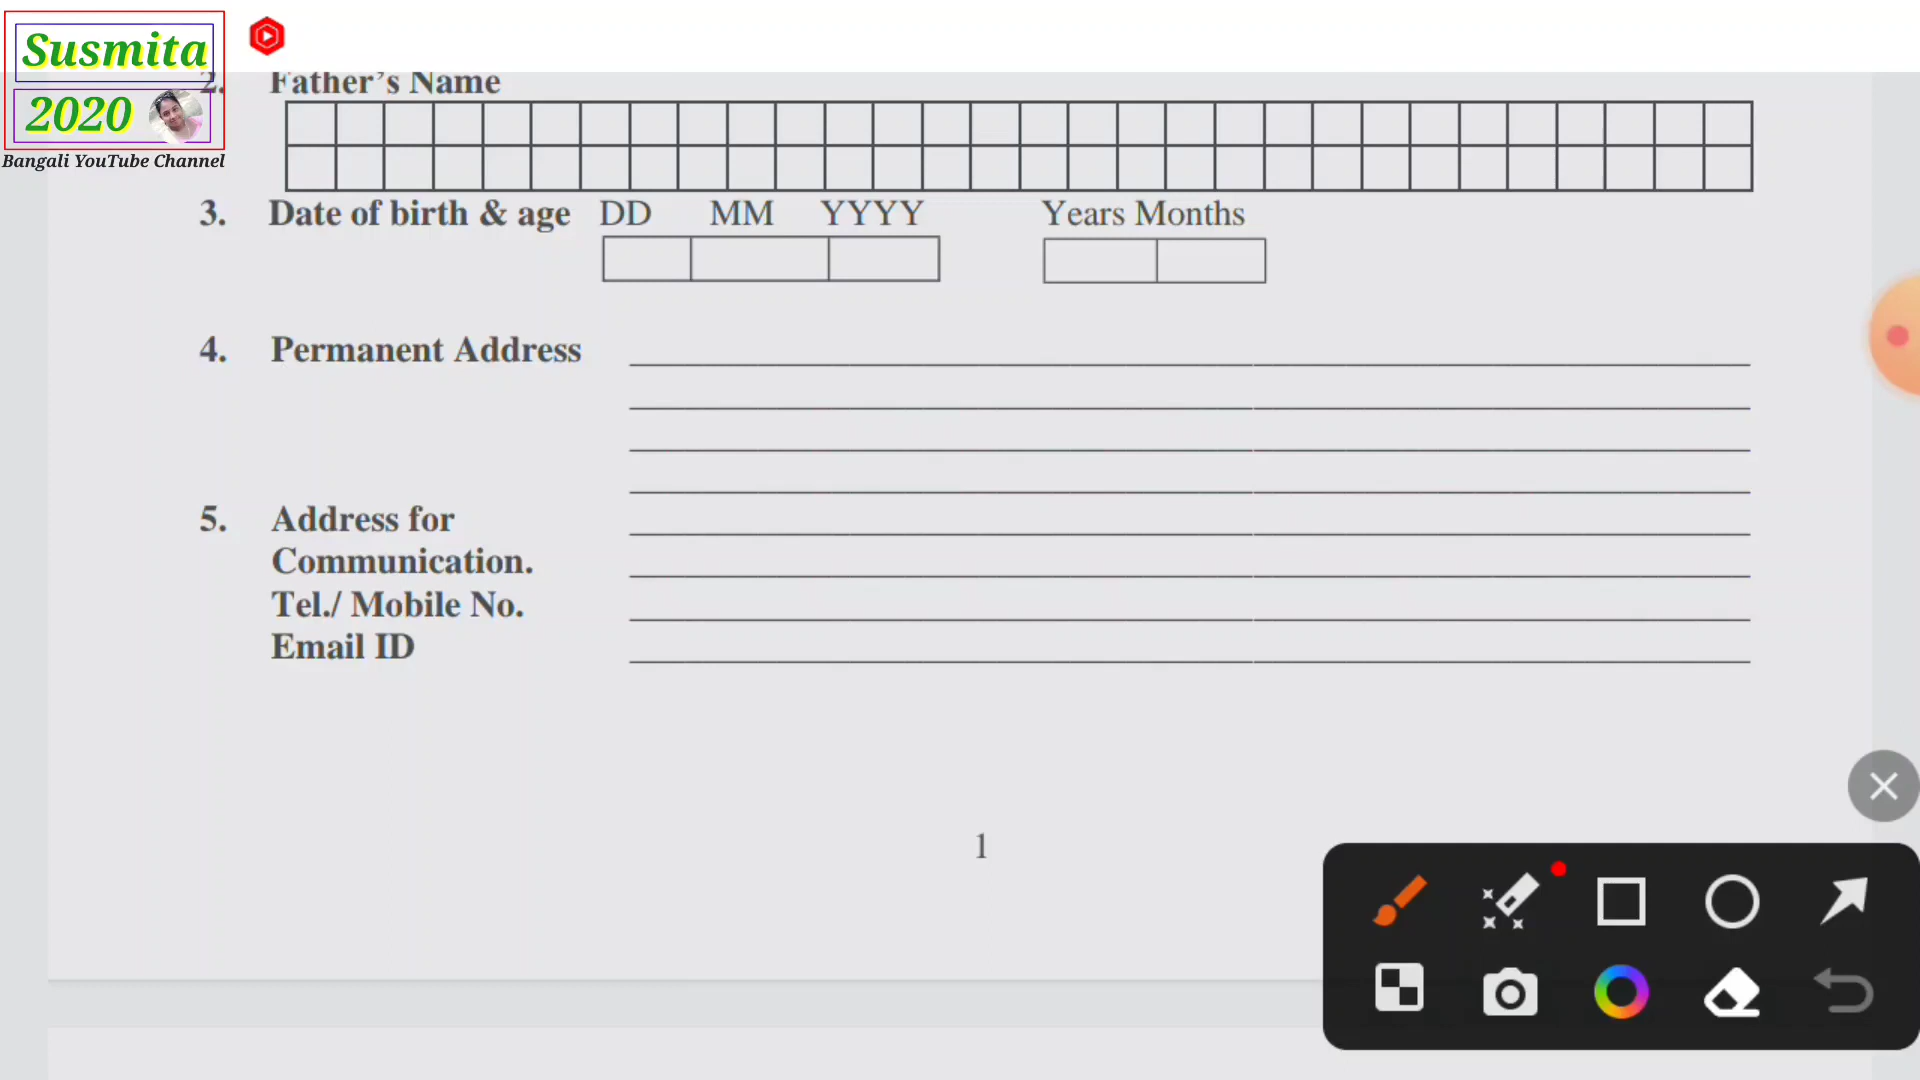 Susmita
2020
Bangali YouTube Channel
2. Father's Name
3. Date of birth & age DD MM YYYY Years Months
4. Permanent Address
5. Address for
Communication.
Tel./ Mobile No.
Email ID
1